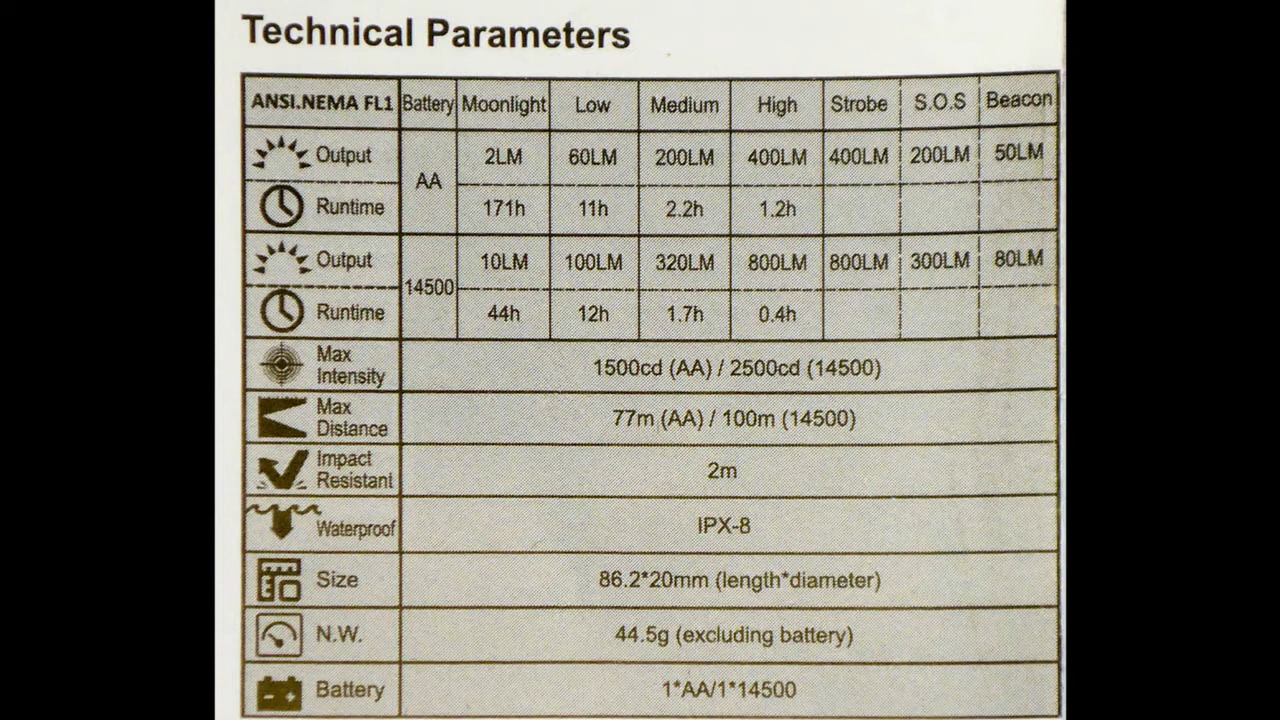 Technical Parameters
ANSI.NEMA FL1 Battery Moonlight Low Medium High Strobe S.O.S Beacon
Output AA 2LM 60LM 200LM 400LM 400LM 200LM 50LM
Runtime 171h 11h 2.2h 1.2h
Output 14500 10LM 100LM 320LM 800LM 800LM 300LM 80LM
Runtime 44h 12h 1.7h 0.4h
Max Intensity 1500cd (AA) / 2500cd (14500)
Max Distance 77m (AA) / 100m (14500)
Impact Resistant 2m
Waterproof IPX-8
Size 86.2*20mm (length*diameter)
N.W. 44.5g (excluding battery)
Battery 1*AA/1*14500